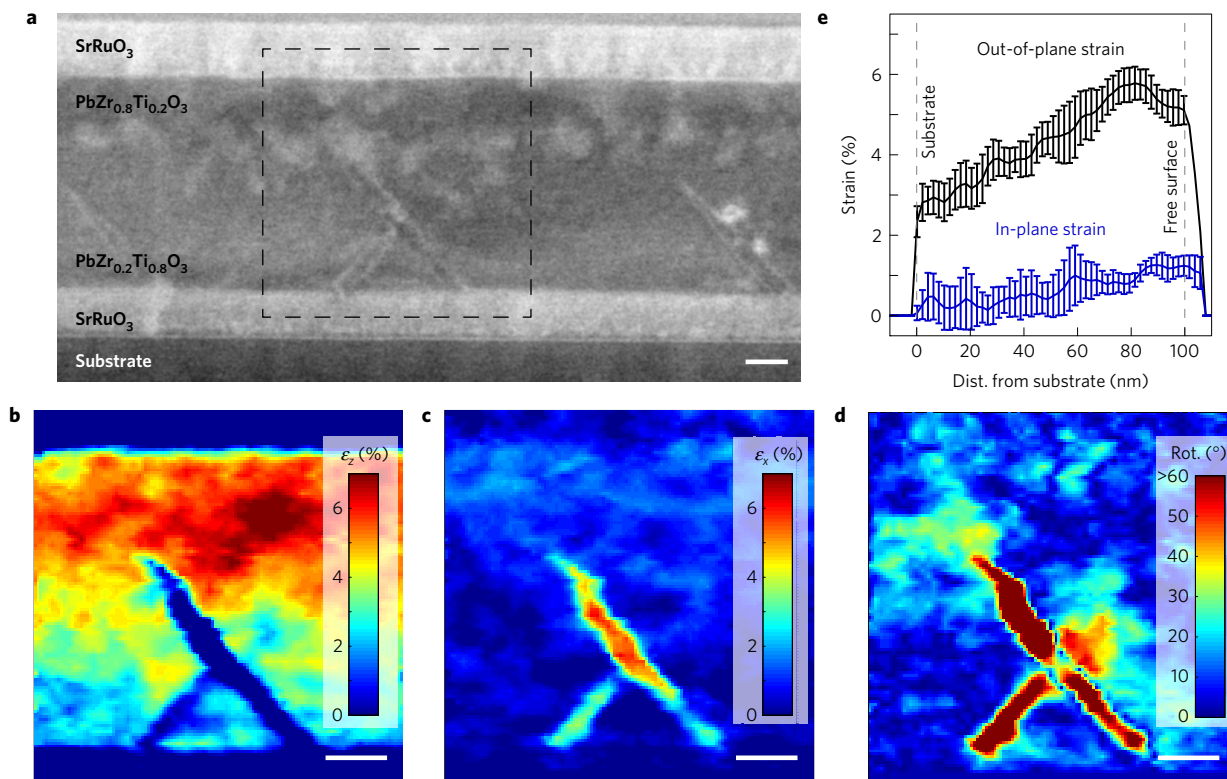 a
SrRuO₃
PbZr₀.₈Ti₀.₂O₃
PbZr₀.₂Ti₀.₈O₃
SrRuO₃
Substrate
e
Out-of-plane strain
In-plane strain
Substrate
Free surface
Strain (%)
6
4
2
0
0 20 40 60 80 100
Dist. from substrate (nm)
b
εz (%)
6
4
2
0
c
εx (%)
6
4
2
0
d
Rot. (°)
>60
50
40
30
20
10
0